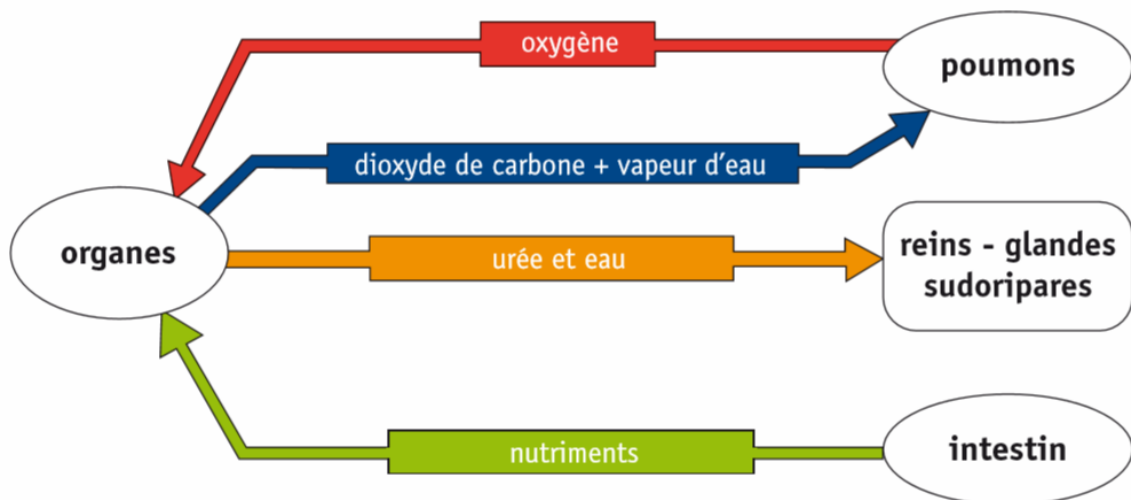 oxygène
poumons
dioxyde de carbone + vapeur d'eau
organes
urée et eau
reins - glandes
sudoripares
nutriments
intestin